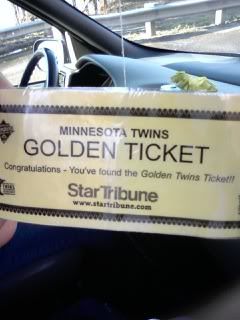 MINNESOTA TWINS
GOLDEN TICKET
Congratulations - You've found the Golden Twins Ticket!!
StarTribune
www.startribune.com